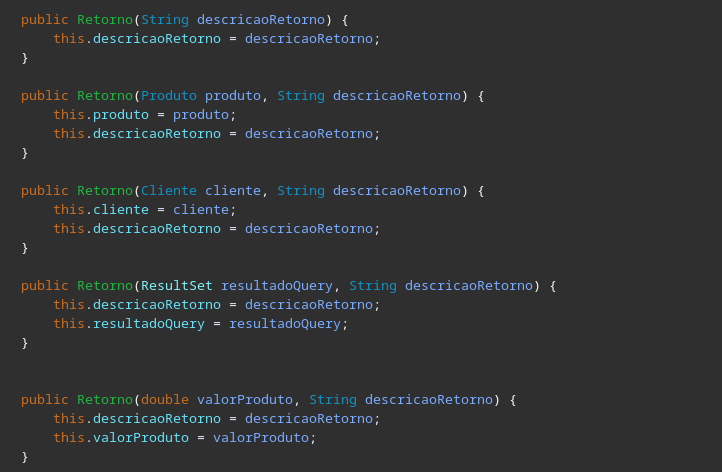 public Retorno(String descricaoRetorno) {
    this.descricaoRetorno = descricaoRetorno;
}
public Retorno(Produto produto, String descricaoRetorno) {
    this.produto = produto;
    this.descricaoRetorno = descricaoRetorno;
}
public Retorno(Cliente cliente, String descricaoRetorno) {
    this.cliente = cliente;
    this.descricaoRetorno = descricaoRetorno;
}
public Retorno(ResultSet resultadoQuery, String descricaoRetorno) {
    this.descricaoRetorno = descricaoRetorno;
    this.resultadoQuery = resultadoQuery;
}
public Retorno(double valorProduto, String descricaoRetorno) {
    this.descricaoRetorno = descricaoRetorno;
    this.valorProduto = valorProduto;
}